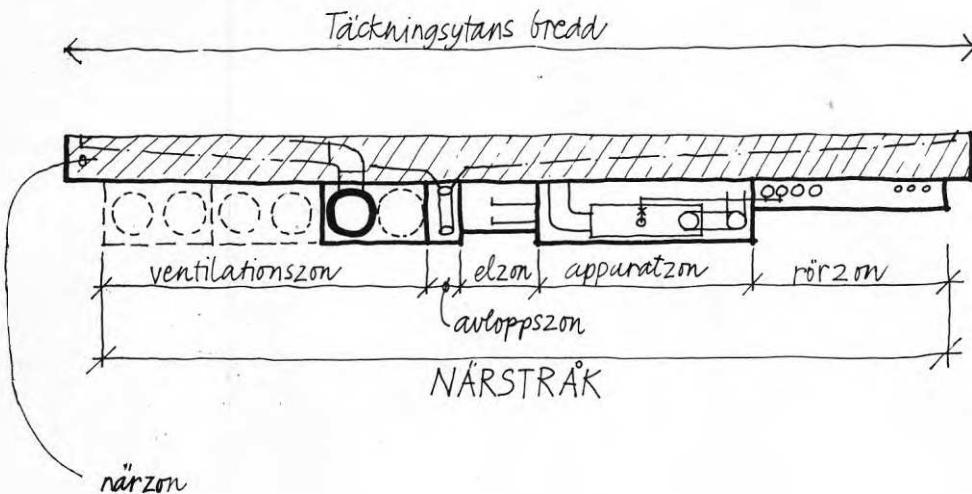 Täckningsytans bredd
ventilationszon elzon apparatzon rörzon
avloppszon
NÄRSTRÅK
närzon